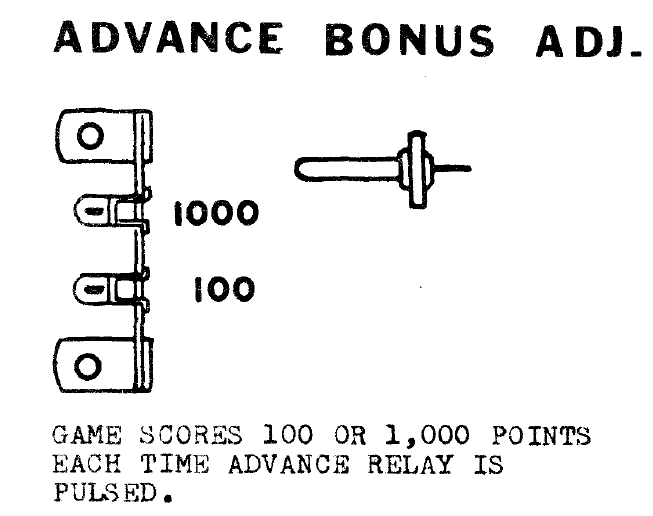 ADVANCE BONUS ADJ.
1000
100
GAME SCORES 100 OR 1,000 POINTS
EACH TIME ADVANCE RELAY IS
PULSED.